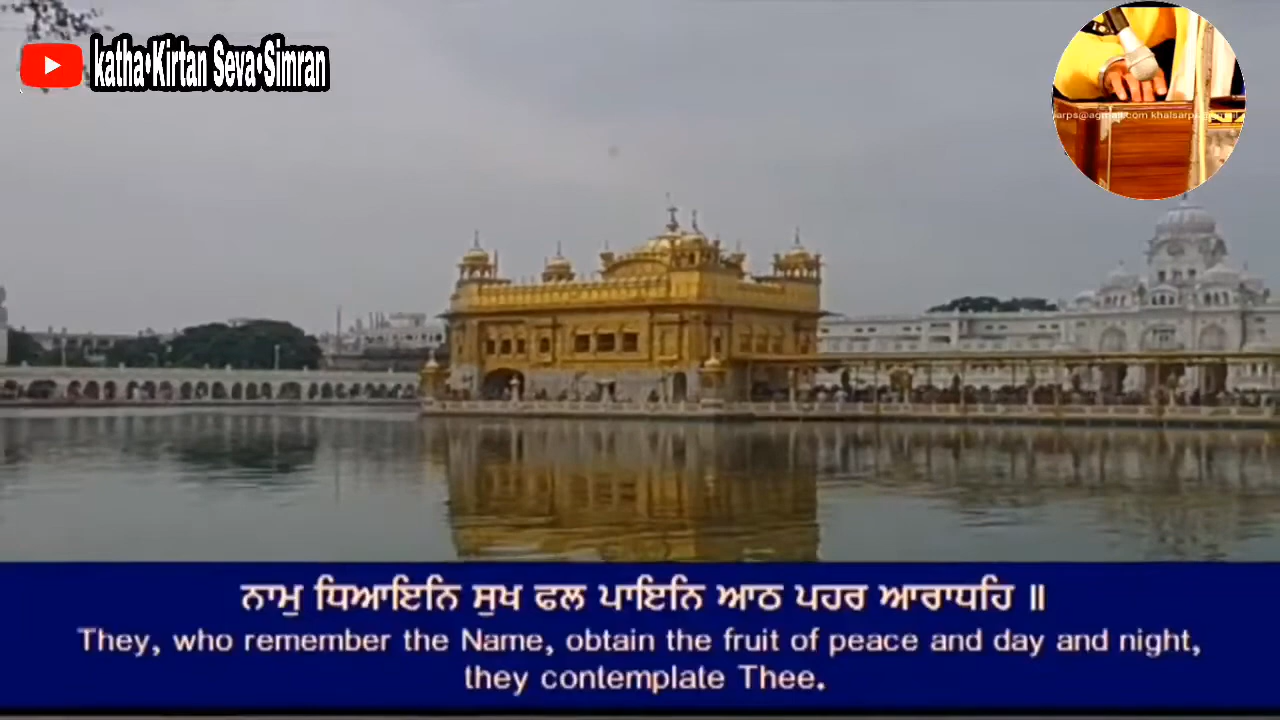 katha•Kirtan Seva•Simran
ਨਾਮੁ ਧਿਆਇਨਿ ਸੁਖ ਫਲ ਪਾਇਨਿ ਆਠ ਪਹਰ ਆਰਾਧਹਿ ॥
They, who remember the Name, obtain the fruit of peace and day and night,
they contemplate Thee.